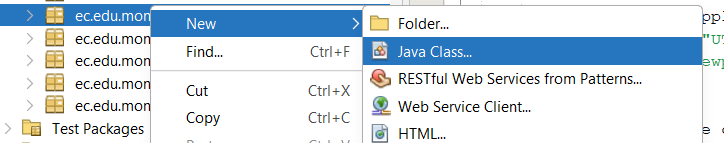 ec.edu.mon
New
Folder...
Find... Ctrl+F
Java Class...
RESTful Web Services from Patterns...
ec.edu.mon
ec.edu.mon
ec.edu.mon
ec.edu.mon
Cut Ctrl+X
Web Service Client...
Copy Ctrl+C
HTML...
Test Packages